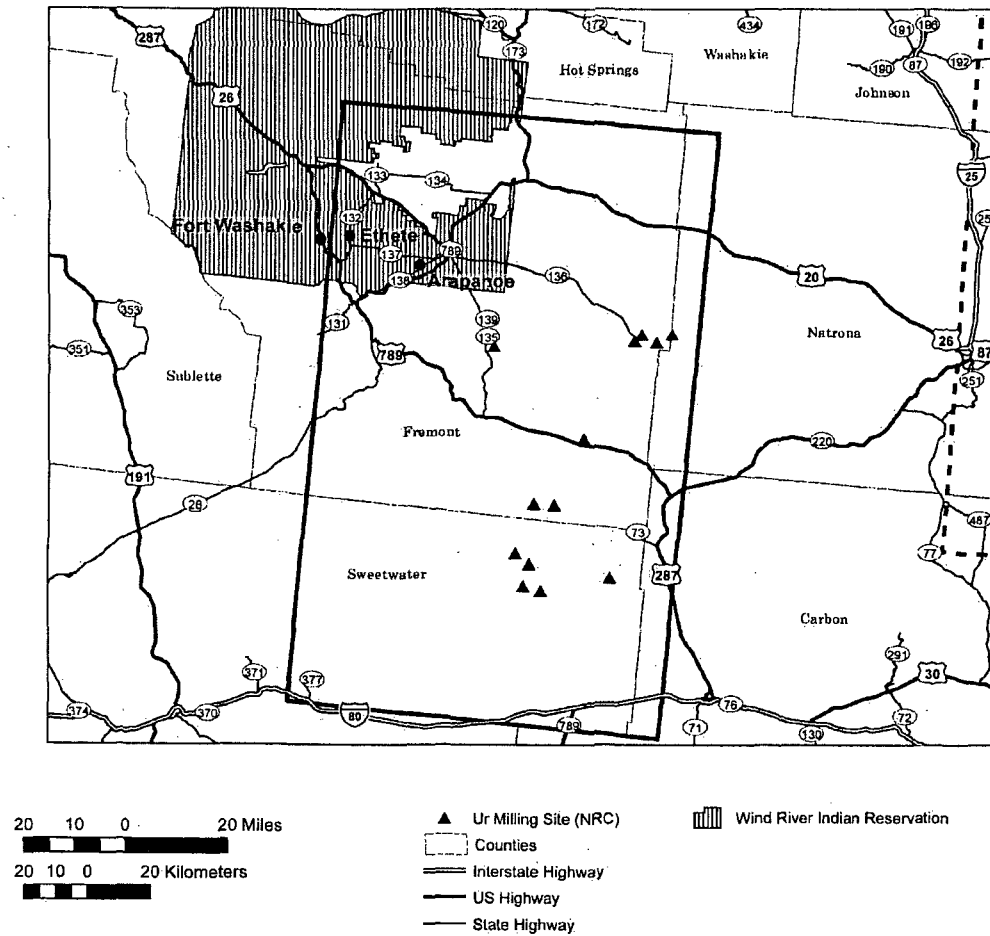 120
172
434
191
196
287
173
Washakie
192
Hot Springs
190
87
Johnson
26
25
133
134
132
Fort Washakie
Ethete
137
789
136
138
Arapahoe
20
353
131
139
Natrona
26
351
789
135
87
Sublette
251
Fremont
220
191
28
487
73
77
Sweetwater
287
Carbon
291
371
377
30
374
370
80
789
76
71
130
72
20 10 0 20 Miles
20 10 0 20 Kilometers
Ur Milling Site (NRC)
Counties
Interstate Highway
US Highway
State Highway
Wind River Indian Reservation